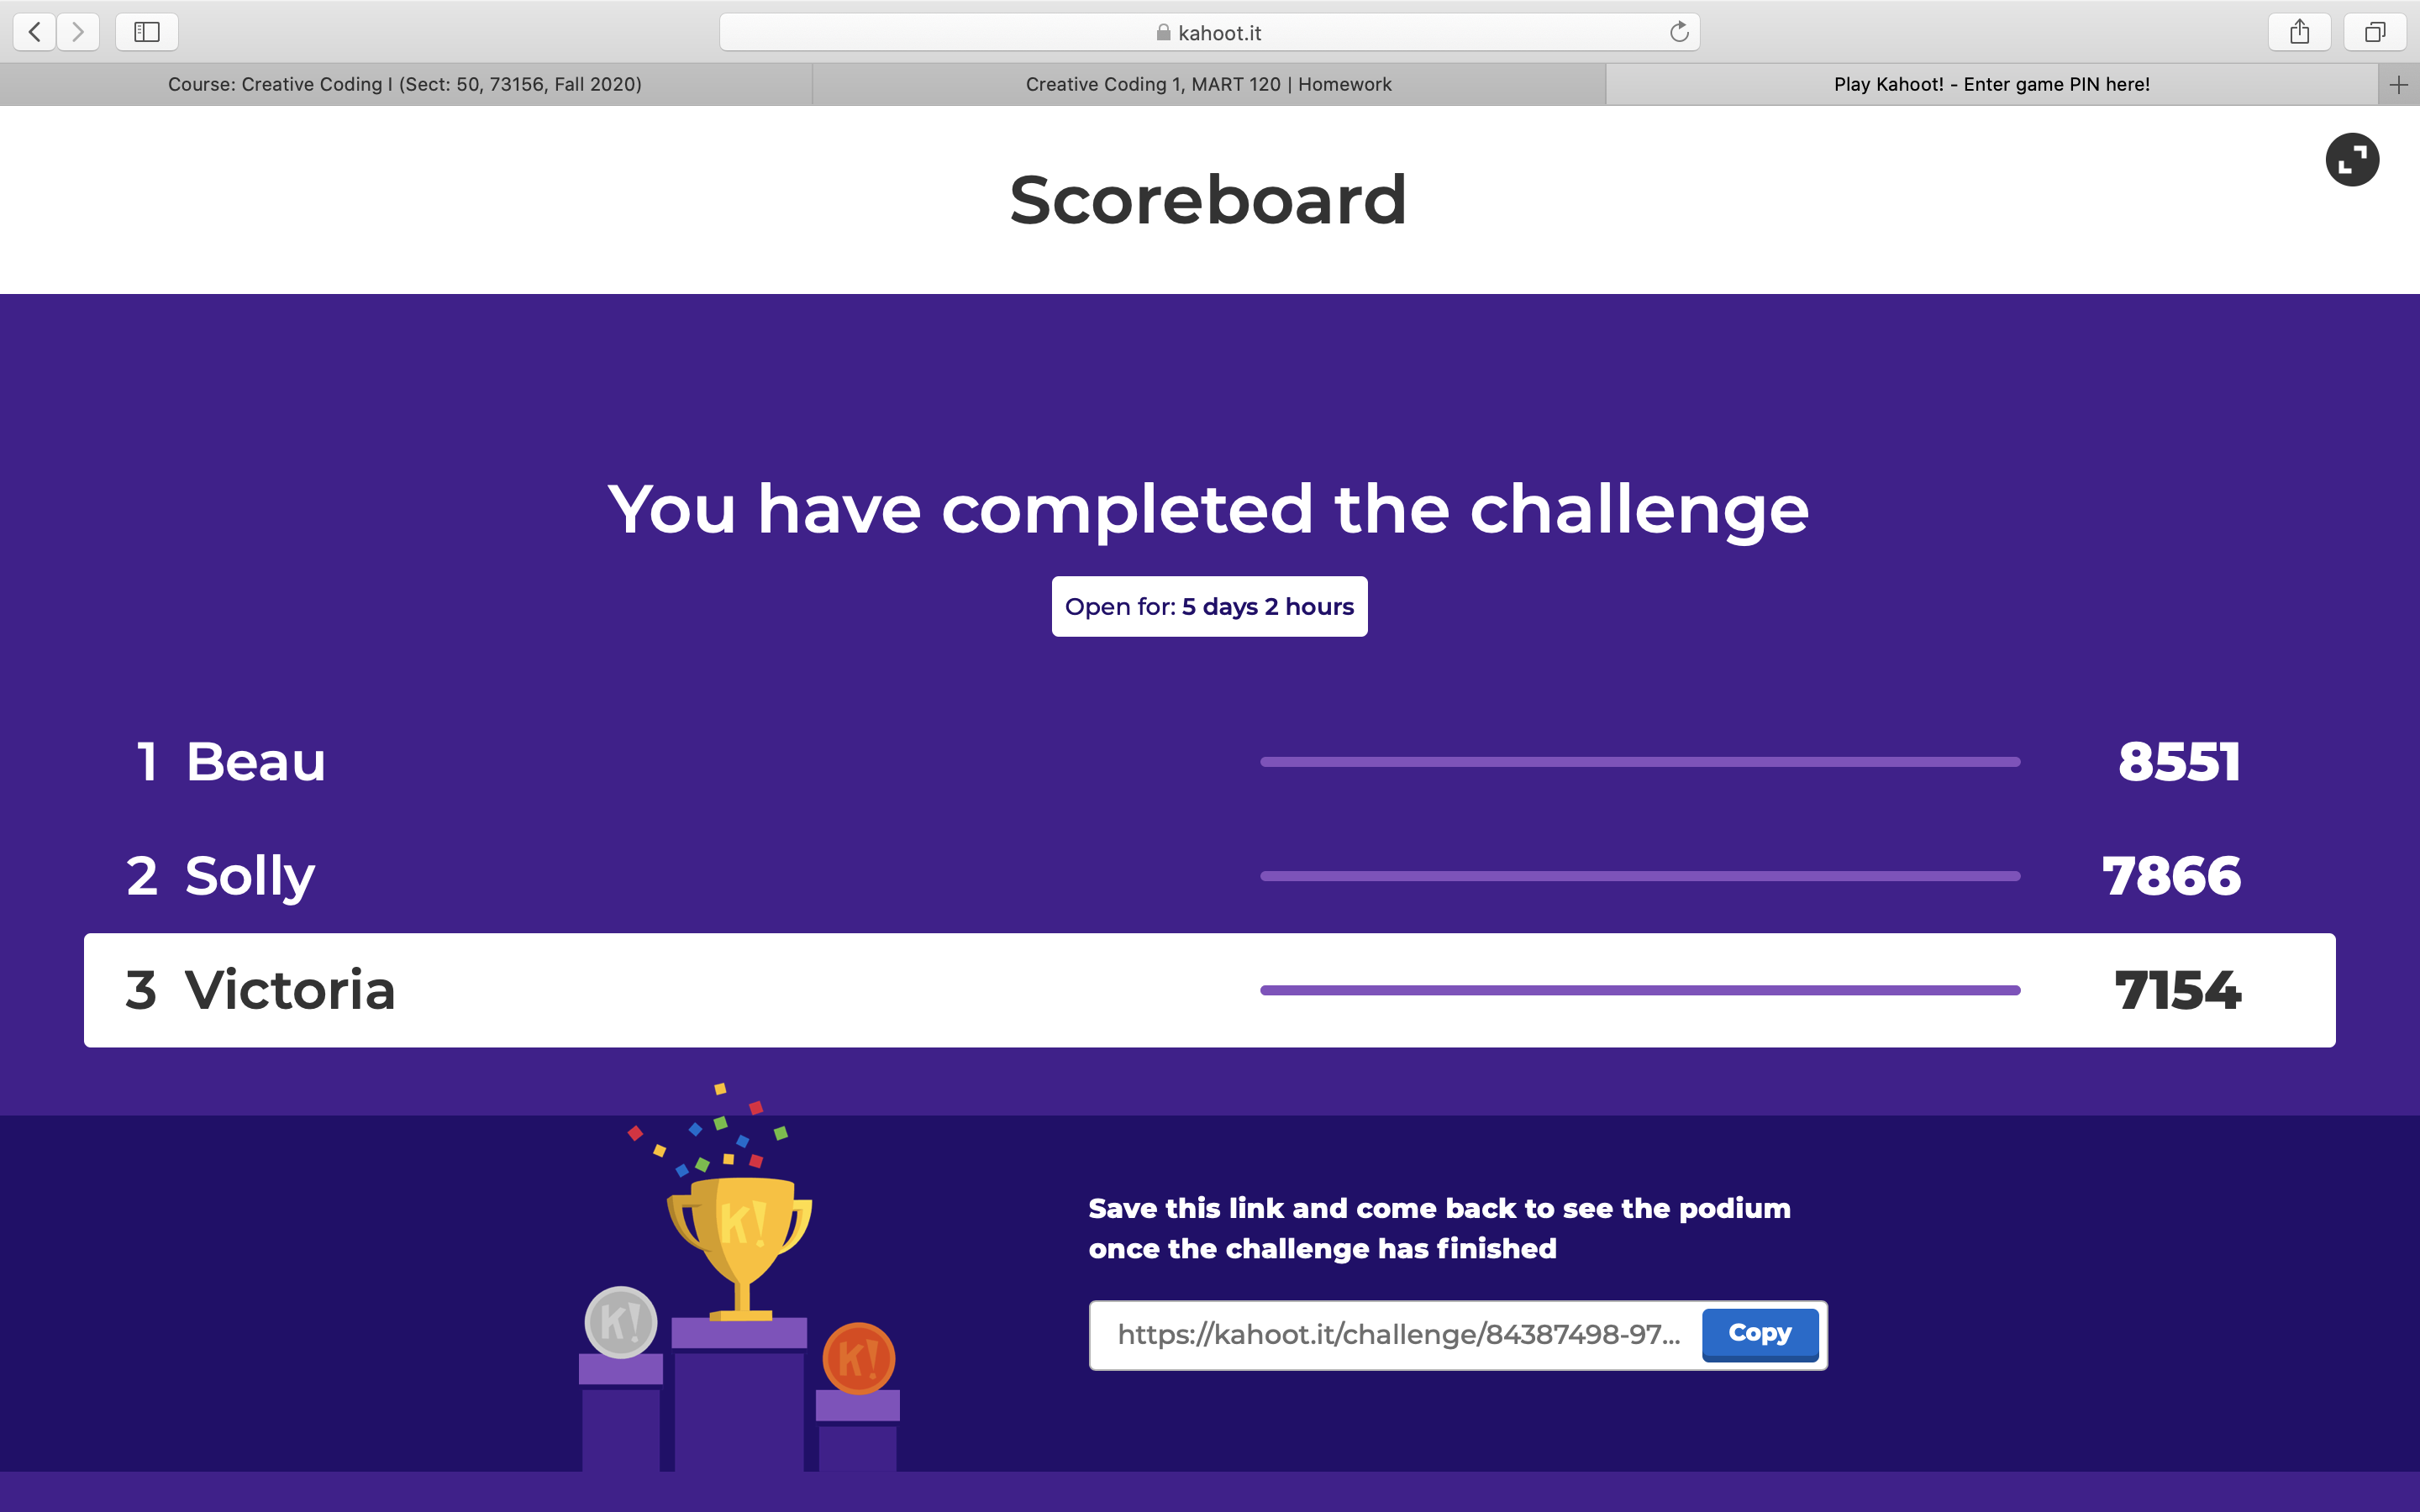 kahoot.it
Course: Creative Coding I (Sect: 50, 73156, Fall 2020)
Creative Coding 1, MART 120 | Homework
Play Kahoot! - Enter game PIN here!
Scoreboard
You have completed the challenge
Open for: 5 days 2 hours
1 Beau 8551
2 Solly 7866
3 Victoria 7154
K!
K!
K!
Save this link and come back to see the podium
once the challenge has finished
https://kahoot.it/challenge/84387498-97... Copy